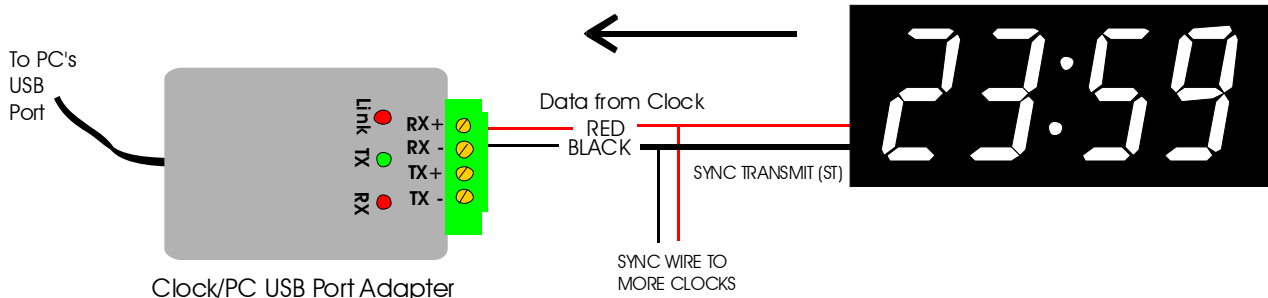 To PC's
USB
Port
Link
TX
RX
RX+
RX -
TX+
TX -
Clock/PC USB Port Adapter
Data from Clock
RED
BLACK
SYNC TRANSMIT (ST)
SYNC WIRE TO
MORE CLOCKS
23:59